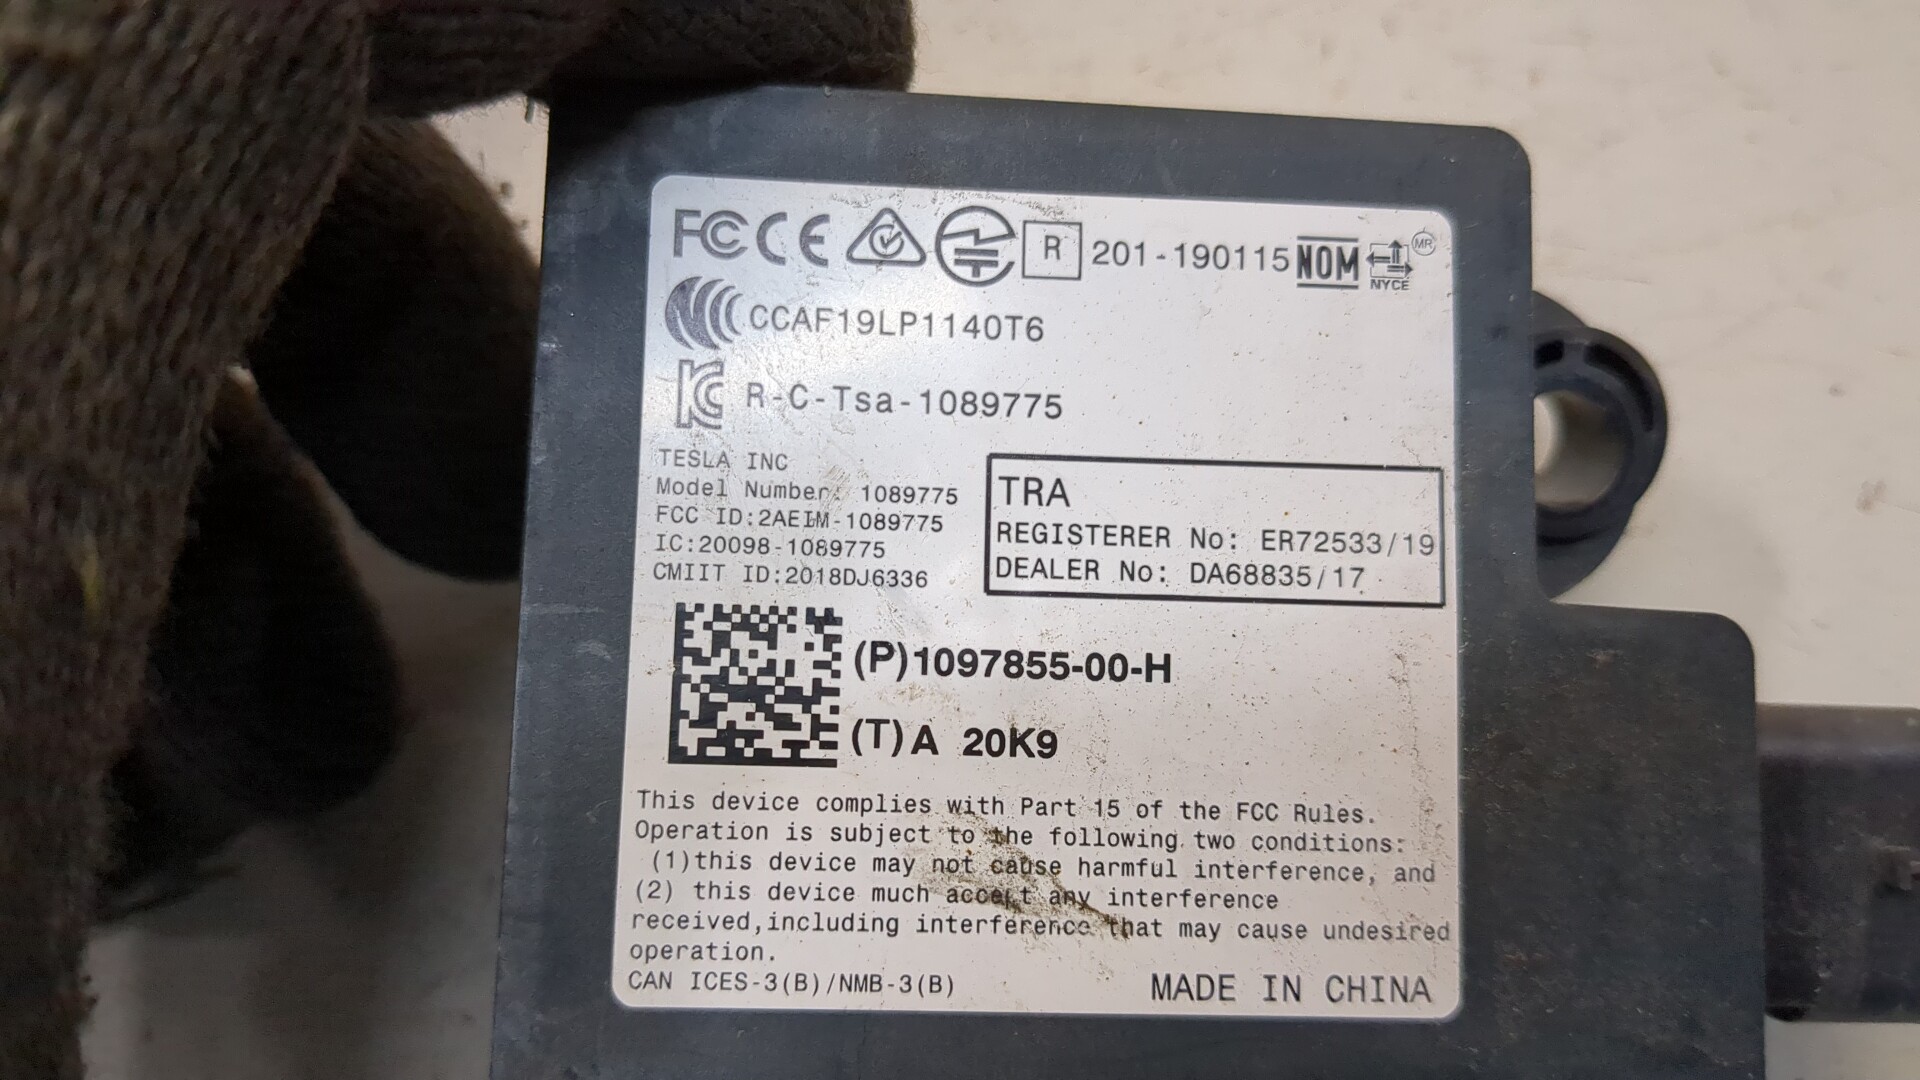 FC CE R 201-190115 NOM NYCE MR
CCAF19LP1140T6
R-C-Tsa-1089775
TESLA INC
Model Number: 1089775
FCC ID:2AEIM-1089775
IC:20098-1089775
CMIIT ID:2018DJ6336
TRA
REGISTERER No: ER72533/19
DEALER No: DA68835/17
(P)1097855-00-H
(T)A 20K9
This device complies with Part 15 of the FCC Rules.
Operation is subject to the following two conditions:
(1)this device may not cause harmful interference, and
(2) this device much accept any interference
received,including interference that may cause undesired
operation.
CAN ICES-3(B)/NMB-3(B)
MADE IN CHINA